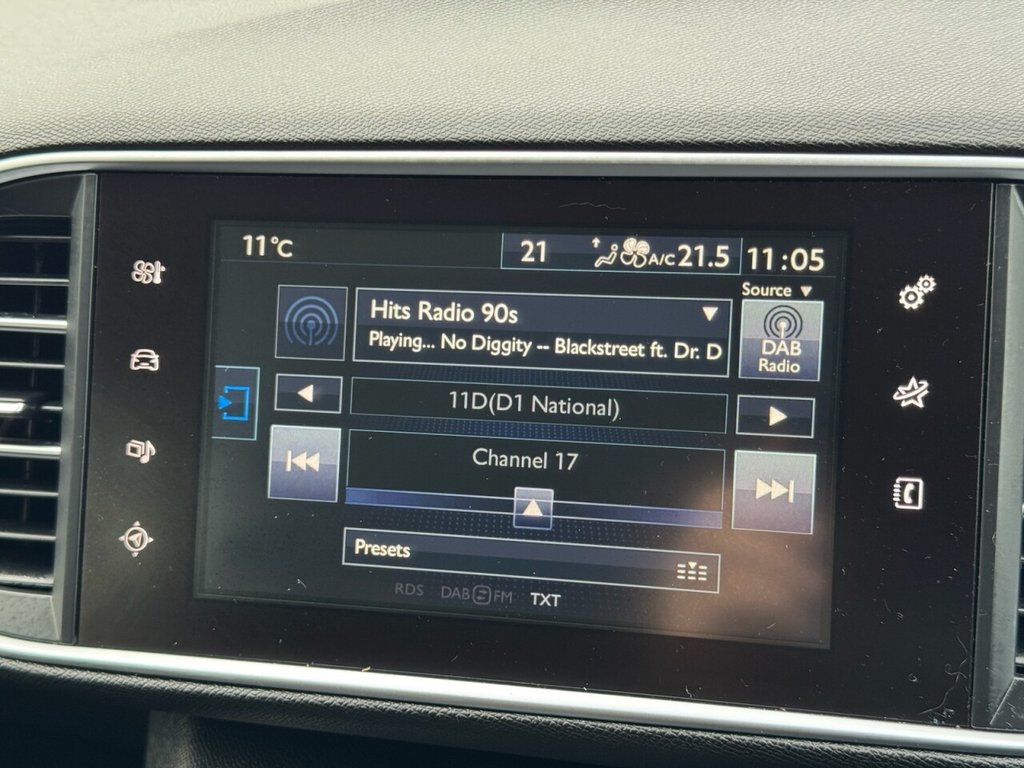 11°C
21
A/C 21.5
11:05
Source
Hits Radio 90s
Playing... No Diggity -- Blackstreet ft. Dr. D
DAB
Radio
11D(D1 National)
Channel 17
Presets
RDS DAB FM TXT